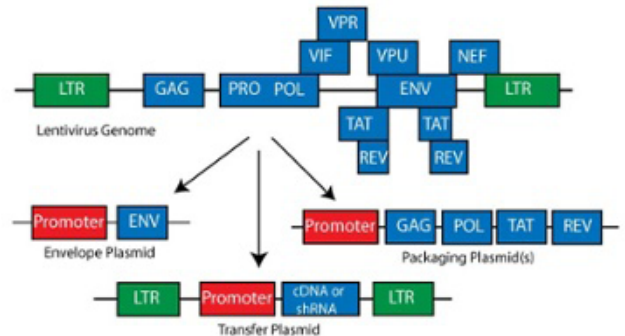 VPR
VIF VPU NEF
LTR GAG PRO POL ENV LTR
TAT TAT
REV REV
Lentivirus Genome
Promoter ENV
Envelope Plasmid
Promoter GAG POL TAT REV
Packaging Plasmid(s)
LTR Promoter cDNA or LTR
shRNA
Transfer Plasmid